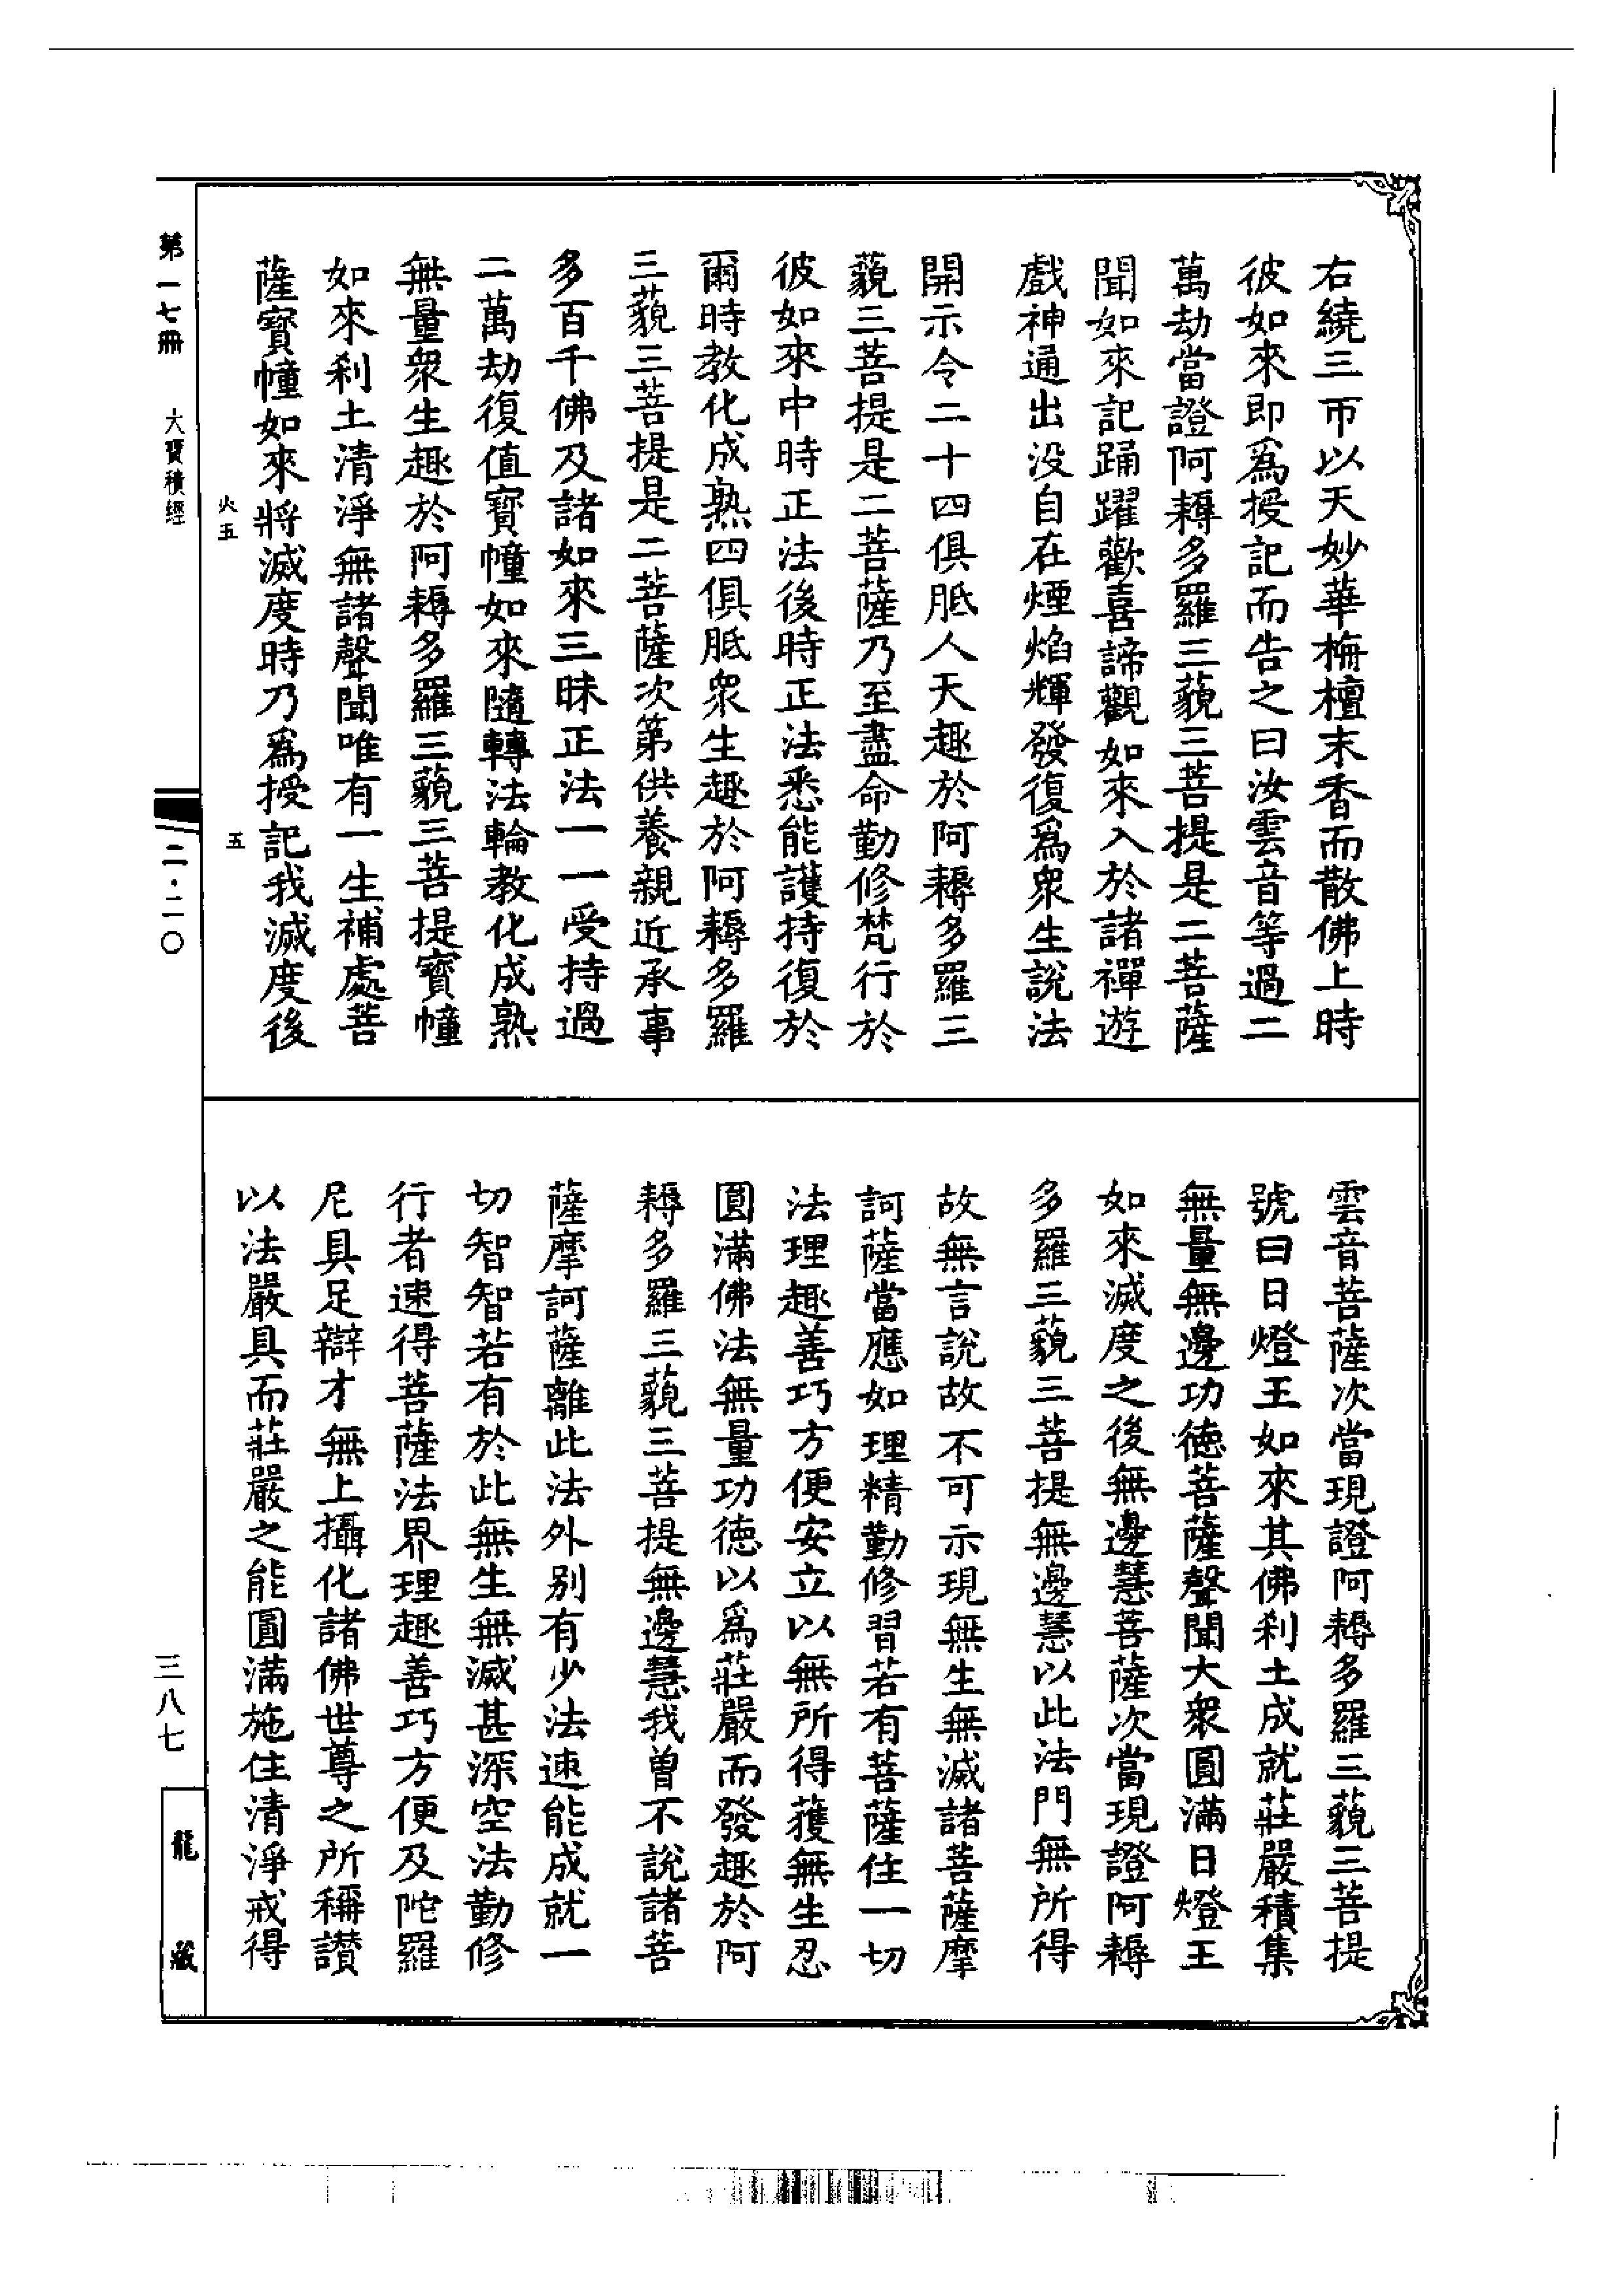 右繞三帀以天妙華栴檀末香而散佛上時
彼如來即爲授記而告之曰汝雲音等過二
萬劫當證阿耨多羅三藐三菩提是二菩薩
聞如來記踊躍歡喜諦觀如來入於諸禪遊
戲神通出没自在煙焰輝發復爲衆生説法
開示令二十四俱胝人天趣於阿耨多羅三
藐三菩提是二菩薩乃至盡命勤修梵行於
彼如來中時正法後時正法悉能護持復於
爾時教化成熟四俱胝衆生趣於阿耨多羅
三藐三菩提是二菩薩次第供養親近承事
多百千佛及諸如來三昧正法一一受持過
二萬劫復值寳幢如來隨轉法輪教化成熟
無量衆生趣於阿耨多羅三藐三菩提寳幢
如來剎土清淨無諸聲聞唯有一生補處菩
薩寳幢如來將滅度時乃爲授記我滅度後
雲音菩薩次當現證阿耨多羅三藐三菩提
號曰日燈王如來其佛剎土成就莊嚴積集
無量無邊功德菩薩聲聞大衆圓滿日燈王
如來滅度之後無邊慧菩薩次當現證阿耨
多羅三藐三菩提無邊慧以此法門無所得
故無言説故不可示現無生無滅諸菩薩摩
訶薩當應如理精勤修習若有菩薩住一切
法理趣善巧方便安立以無所得獲無生忍
圓滿佛法無量功德以爲莊嚴而發趣於阿
耨多羅三藐三菩提無邊慧我曾不說諸菩
薩摩訶薩離此法外別有少法速能成就一
切智智若有於此無生無滅甚深空法勤修
行者速得菩薩法界理趣善巧方便及陀羅
尼具足辯才無上攝化諸佛世尊之所稱讃
以法嚴具而莊嚴之能圓滿施住清淨戒得
第一七冊
大寶積經
火五
五
二·二〇
三八七
龍藏